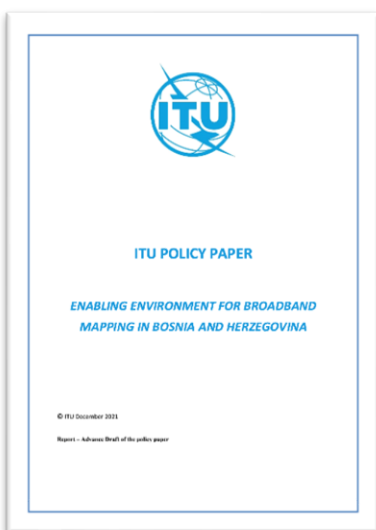 ITU
ITU POLICY PAPER
ENABLING ENVIRONMENT FOR BROADBAND
MAPPING IN BOSNIA AND HERZEGOVINA
© ITU December 2021
Report – Advance Draft of the policy paper